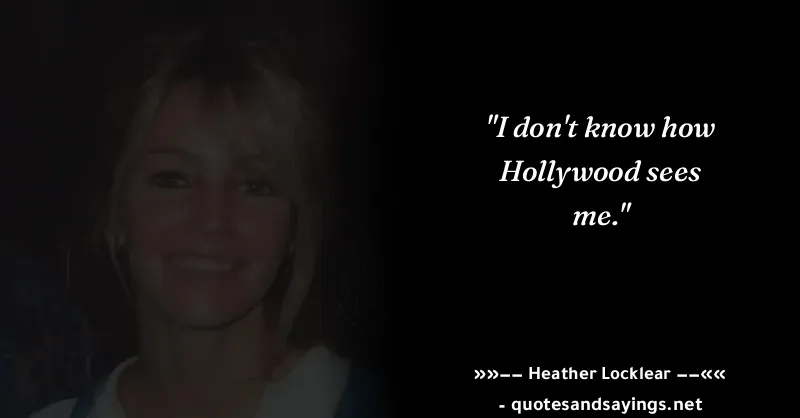 "I don't know how
Hollywood sees
me."
»»−− Heather Locklear −−««
- quotesandsayings.net